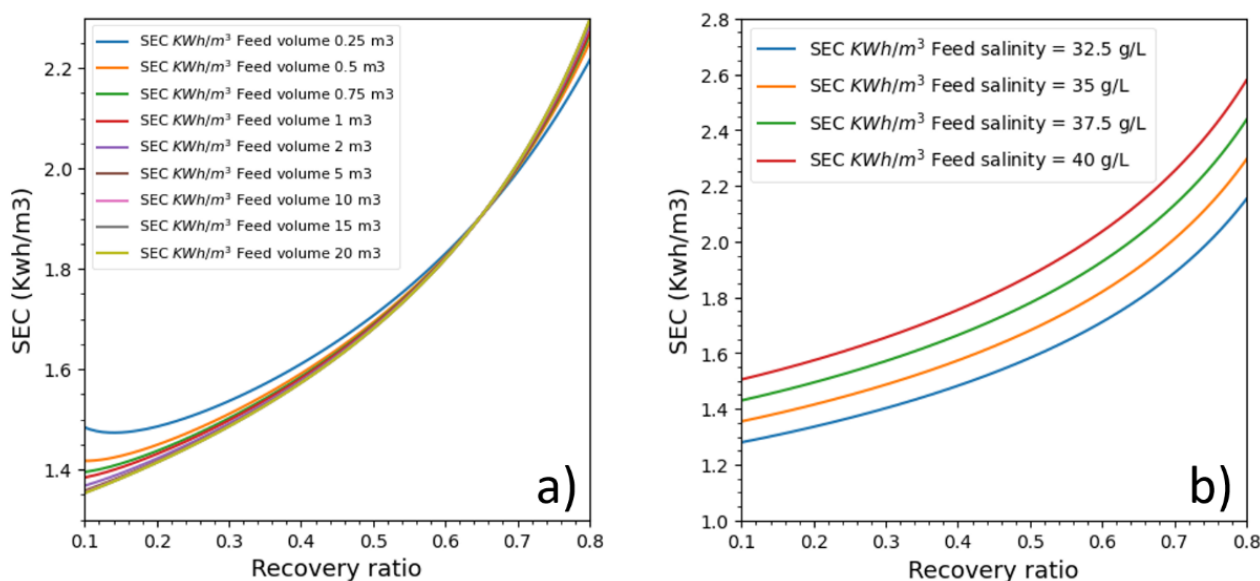 SEC KWh/m³ Feed volume 0.25 m3
SEC KWh/m³ Feed volume 0.5 m3
SEC KWh/m³ Feed volume 0.75 m3
SEC KWh/m³ Feed volume 1 m3
SEC KWh/m³ Feed volume 2 m3
SEC KWh/m³ Feed volume 5 m3
SEC KWh/m³ Feed volume 10 m3
SEC KWh/m³ Feed volume 15 m3
SEC KWh/m³ Feed volume 20 m3
SEC (Kwh/m3)
2.2
2.0
1.8
1.6
1.4
0.1 0.2 0.3 0.4 0.5 0.6 0.7 0.8
Recovery ratio
a)
SEC KWh/m³ Feed salinity = 32.5 g/L
SEC KWh/m³ Feed salinity = 35 g/L
SEC KWh/m³ Feed salinity = 37.5 g/L
SEC KWh/m³ Feed salinity = 40 g/L
SEC (Kwh/m3)
2.8
2.6
2.4
2.2
2.0
1.8
1.6
1.4
1.2
1.0
0.1 0.2 0.3 0.4 0.5 0.6 0.7 0.8
Recovery ratio
b)